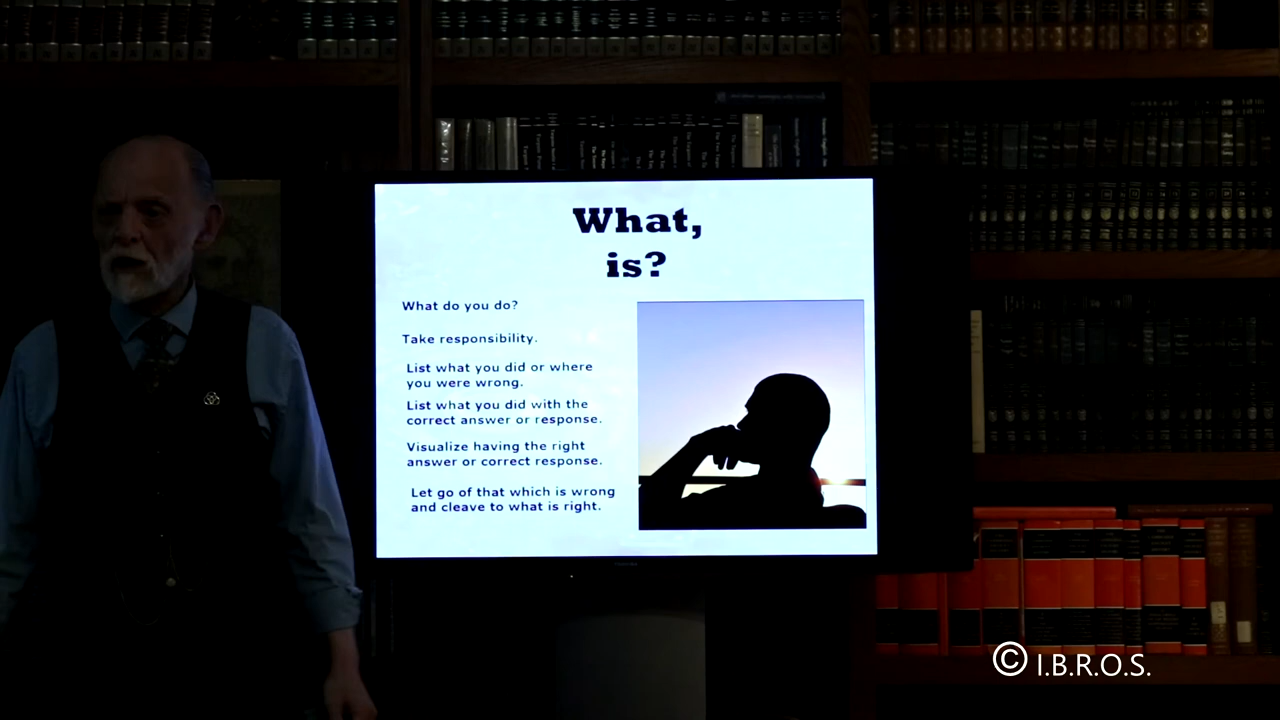 What,
is?
What do you do?
Take responsibility.
List what you did or where
you were wrong.
List what you did with the
correct answer or response.
Visualize having the right
answer or correct response.
Let go of that which is wrong
and cleave to what is right.
© I.B.R.O.S.